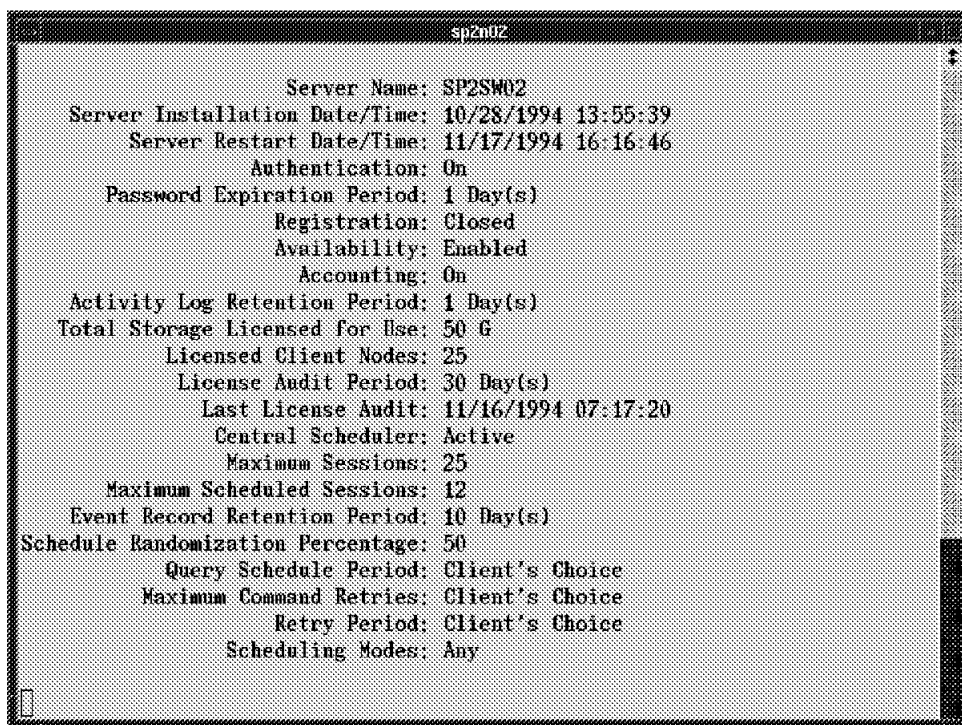 sp2n02
Server Name: SP2SW02
Server Installation Date/Time: 10/28/1994 13:55:39
Server Restart Date/Time: 11/17/1994 16:16:46
Authentication: On
Password Expiration Period: 1 Day(s)
Registration: Closed
Availability: Enabled
Accounting: On
Activity Log Retention Period: 1 Day(s)
Total Storage Licensed for Use: 50 G
Licensed Client Nodes: 25
License Audit Period: 30 Day(s)
Last License Audit: 11/16/1994 07:17:20
Central Scheduler: Active
Maximum Sessions: 25
Maximum Scheduled Sessions: 12
Event Record Retention Period: 10 Day(s)
Schedule Randomization Percentage: 50
Query Schedule Period: Client's Choice
Maximum Command Retries: Client's Choice
Retry Period: Client's Choice
Scheduling Modes: Any